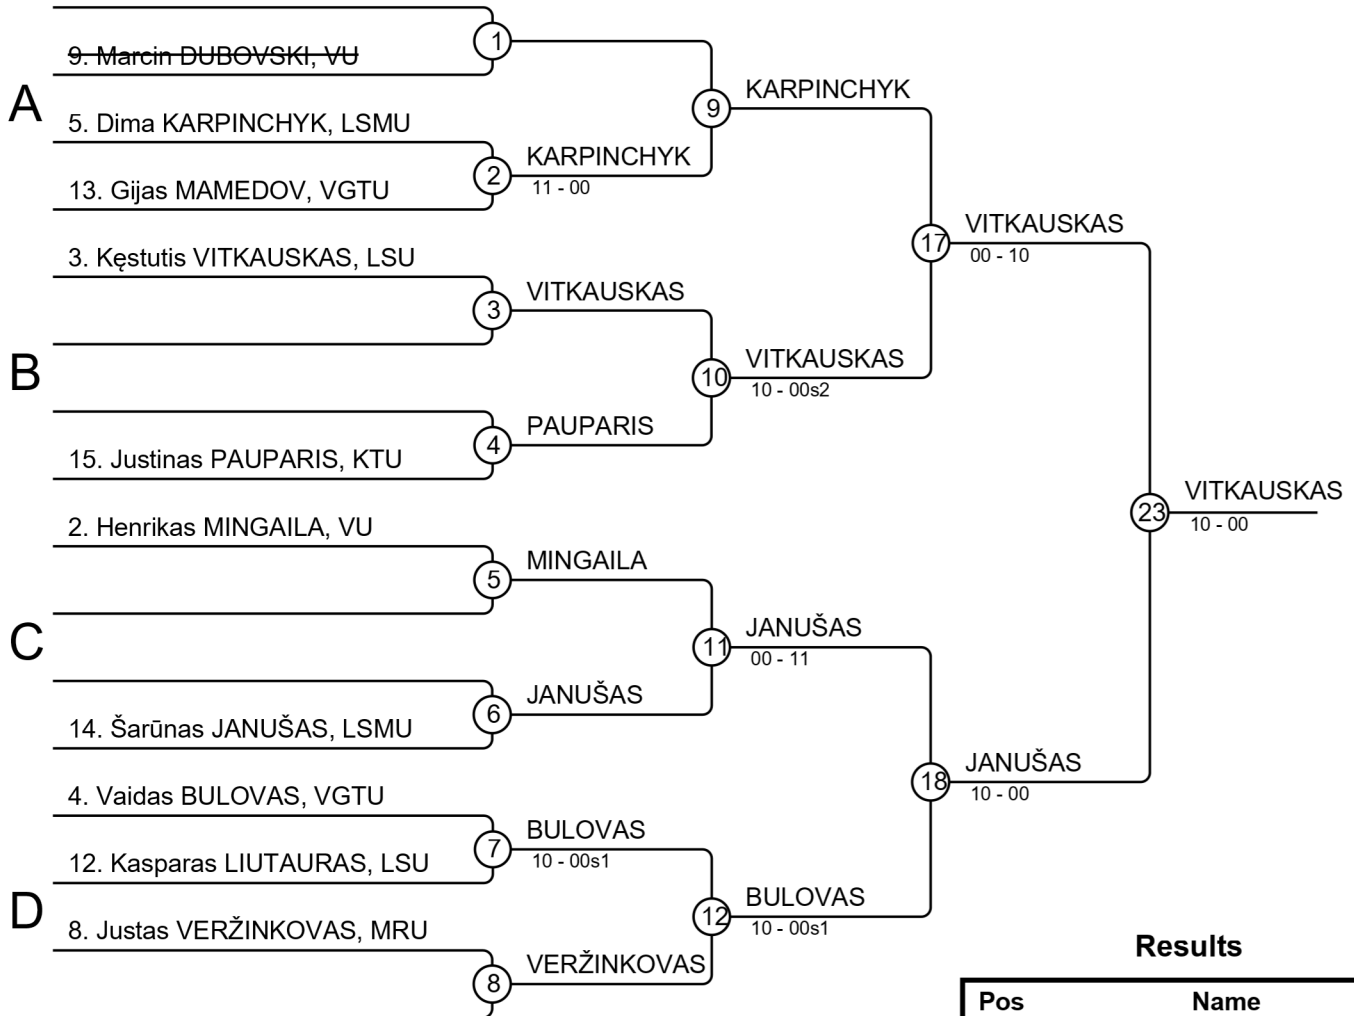 1
9. Marcin DUBOVSKI, VU
A
9
KARPINCHYK
5. Dima KARPINCHYK, LSMU
2
KARPINCHYK
11 - 00
13. Gijas MAMEDOV, VGTU
17
VITKAUSKAS
00 - 10
3. Kęstutis VITKAUSKAS, LSU
3
VITKAUSKAS
B
10
VITKAUSKAS
10 - 00s2
4
PAUPARIS
15. Justinas PAUPARIS, KTU
23
VITKAUSKAS
10 - 00
2. Henrikas MINGAILA, VU
5
MINGAILA
C
11
JANUŠAS
00 - 11
6
JANUŠAS
14. Šarūnas JANUŠAS, LSMU
18
JANUŠAS
10 - 00
4. Vaidas BULOVAS, VGTU
7
BULOVAS
10 - 00s1
12. Kasparas LIUTAURAS, LSU
D
12
BULOVAS
10 - 00s1
8. Justas VERŽINKOVAS, MRU
8
VERŽINKOVAS
Results
Pos Name